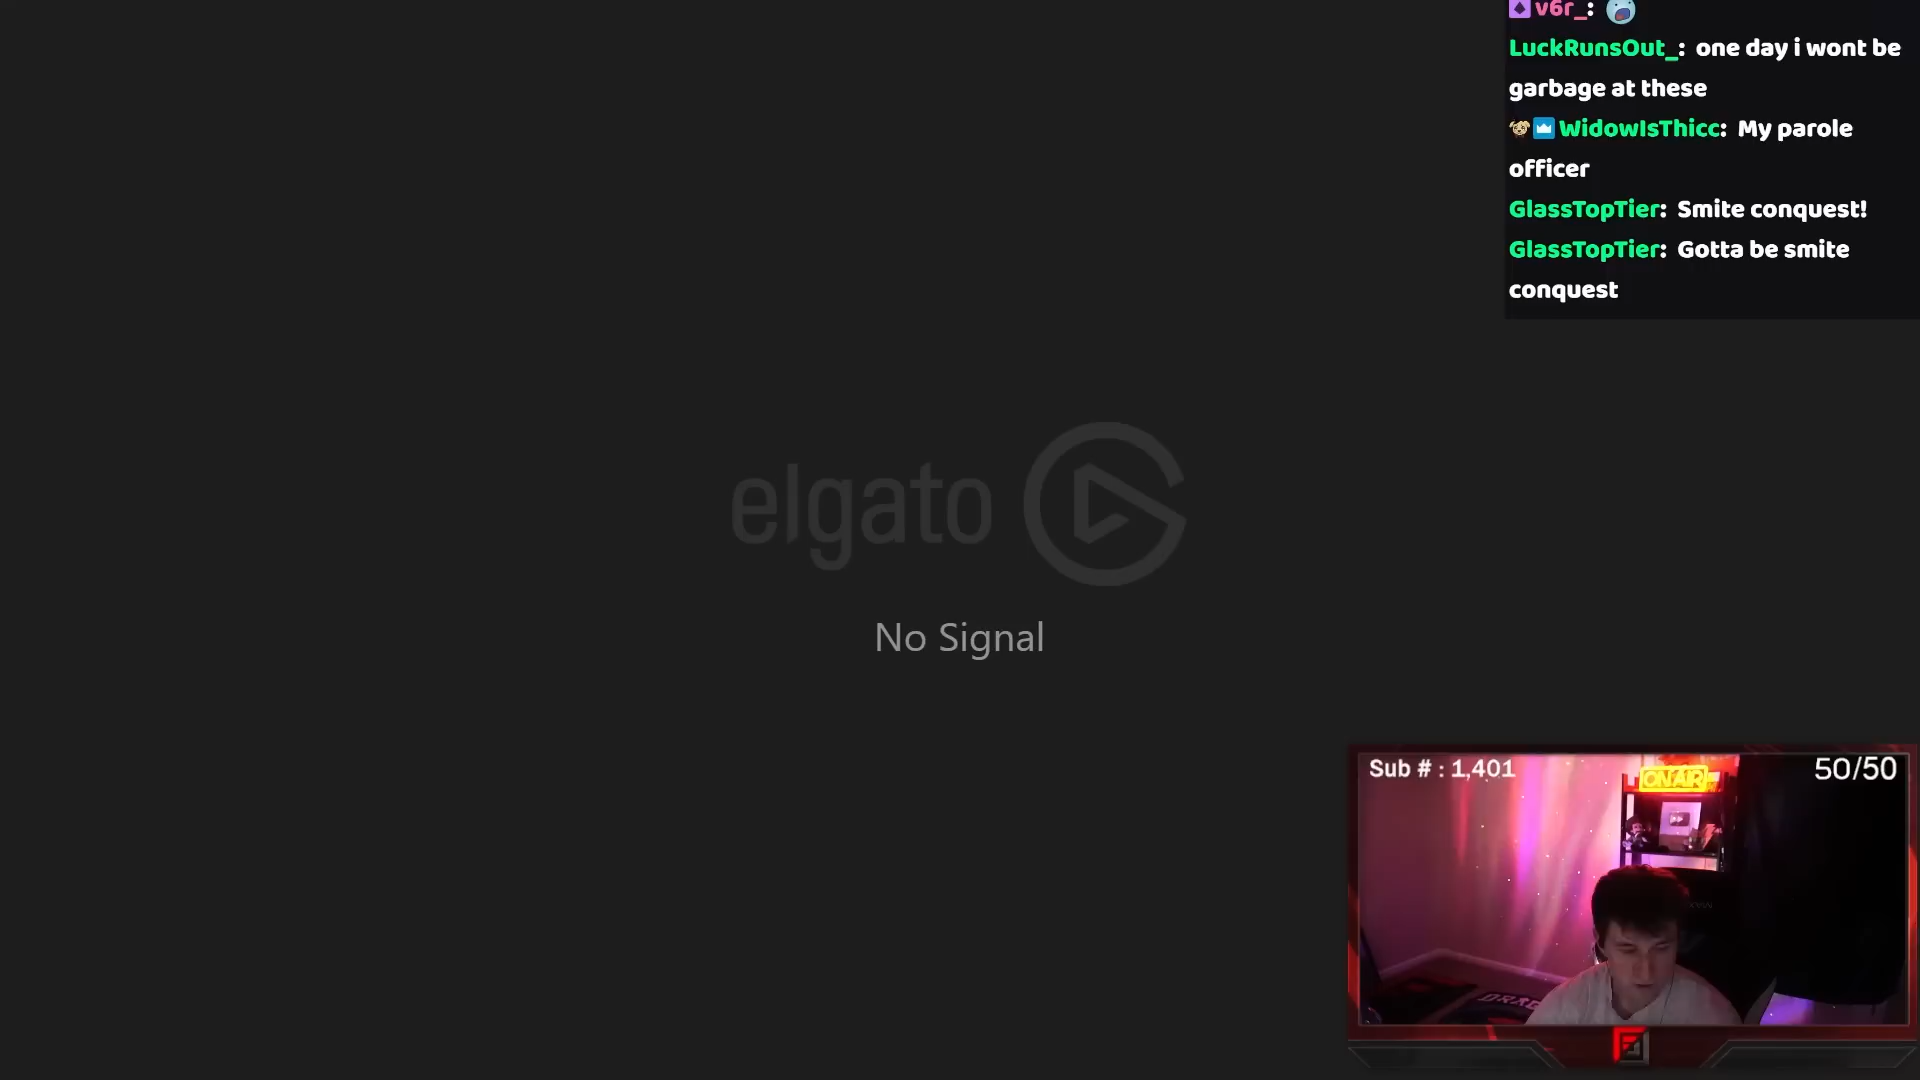 v6r_:
LuckRunsOut_: one day i wont be
garbage at these
WidowIsThicc: My parole
officer
GlassTopTier: Smite conquest!
GlassTopTier: Gotta be smite
conquest
elgato
No Signal
Sub # : 1,401
50/50
ON AIR